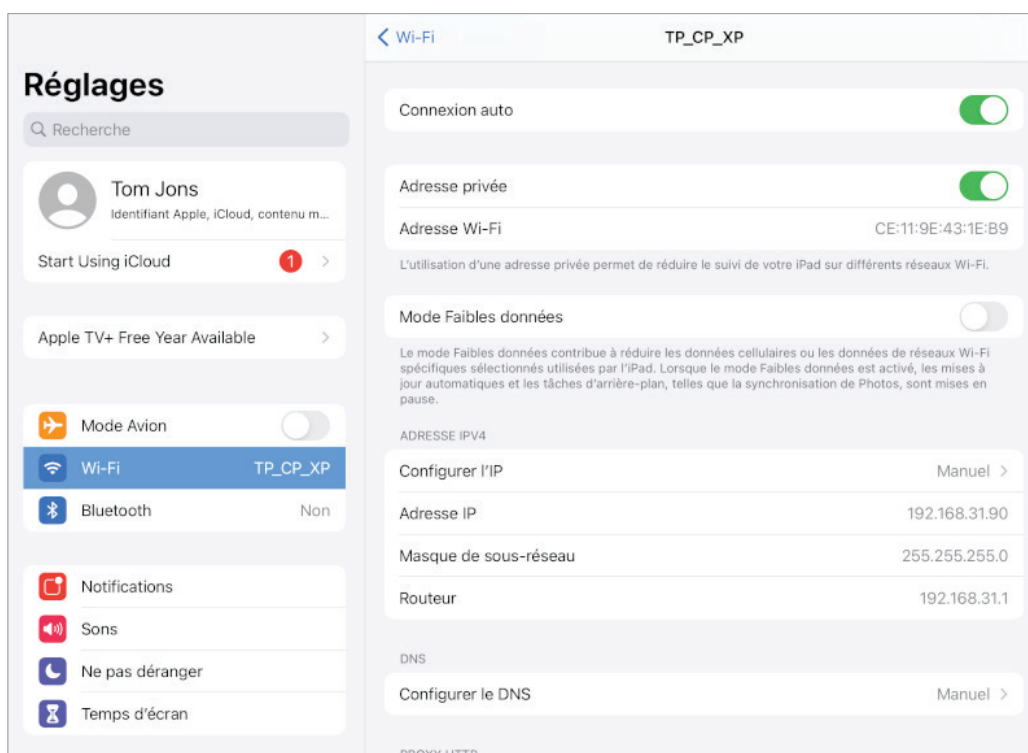 Réglages
Recherche
Tom Jons
Identifiant Apple, iCloud, contenu m...
Start Using iCloud
1
Apple TV+ Free Year Available
Mode Avion
Wi-Fi TP_CP_XP
Bluetooth Non
Notifications
Sons
Ne pas déranger
Temps d'écran
Wi-Fi
TP_CP_XP
Connexion auto
Adresse privée
Adresse Wi-Fi CE:11:9E:43:1E:B9
L'utilisation d'une adresse privée permet de réduire le suivi de votre iPad sur différents réseaux Wi-Fi.
Mode Faibles données
Le mode Faibles données contribue à réduire les données cellulaires ou les données de réseaux Wi-Fi
spécifiques sélectionnés utilisées par l'iPad. Lorsque le mode Faibles données est activé, les mises à
jour automatiques et les tâches d'arrière-plan, telles que la synchronisation de Photos, sont mises en
pause.
ADRESSE IPV4
Configurer l'IP Manuel
Adresse IP 192.168.31.90
Masque de sous-réseau 255.255.255.0
Routeur 192.168.31.1
DNS
Configurer le DNS Manuel
PROXY HTTP